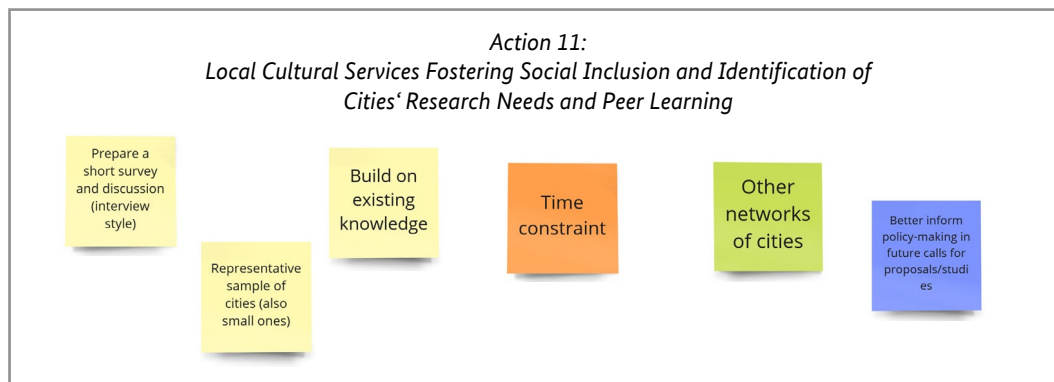 Action 11:
Local Cultural Services Fostering Social Inclusion and Identification of
Cities‘ Research Needs and Peer Learning
Prepare a
short survey
and discussion
(interview
style)
Representative
sample of
cities (also
small ones)
Build on
existing
knowledge
Time
constraint
Other
networks
of cities
Better inform
policy-making in
future calls for
proposals/studi
es